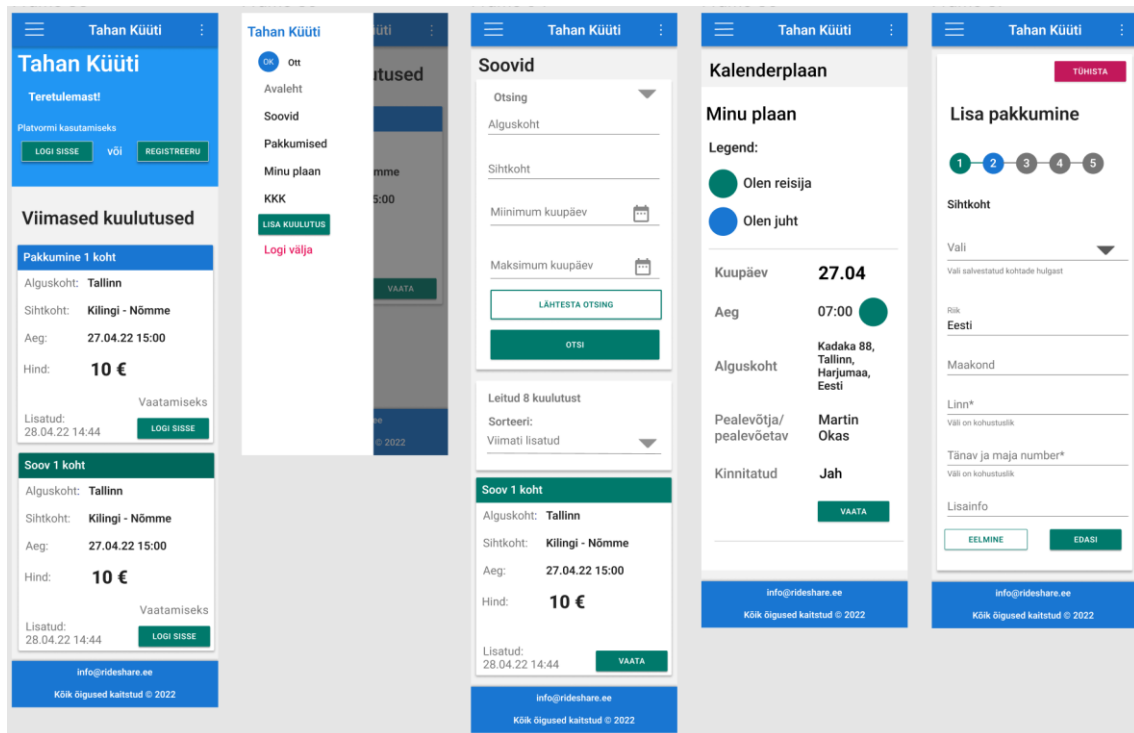 Tahan Küüti
Tahan Küüti
Teretulemast!
Platvormi kasutamiseks
LOGI SISSE
või
REGISTREERU
Viimased kuulutused
Pakkumine 1 koht
Alguskoht: Tallinn
Sihtkoht: Kilingi - Nõmme
Aeg: 27.04.22 15:00
Hind: 10 €
Vaatamiseks
Lisatud:
28.04.22 14:44
LOGI SISSE
Soov 1 koht
Alguskoht: Tallinn
Sihtkoht: Kilingi - Nõmme
Aeg: 27.04.22 15:00
Hind: 10 €
Vaatamiseks
Lisatud:
28.04.22 14:44
LOGI SISSE
info@rideshare.ee
Kõik õigused kaitstud © 2022
Tahan Küüti
OK Ott
Avaleht
Soovid
Pakkumised
Minu plaan
KKK
LISA KUULUTUS
Logi välja
üti
utused
mme
5:00
VAATA
ee
© 2022
Tahan Küüti
Soovid
Otsing
Alguskoht
Sihtkoht
Miinimum kuupäev
Maksimum kuupäev
LÄHTESTA OTSING
OTSI
Leitud 8 kuulutust
Sorteeri:
Viimati lisatud
Soov 1 koht
Alguskoht: Tallinn
Sihtkoht: Kilingi - Nõmme
Aeg: 27.04.22 15:00
Hind: 10 €
Lisatud:
28.04.22 14:44
VAATA
info@rideshare.ee
Kõik õigused kaitstud © 2022
Tahan Küüti
Kalenderplaan
Minu plaan
Legend:
Olen reisija
Olen juht
Kuupäev 27.04
Aeg 07:00
Alguskoht
Kadaka 88,
Tallinn,
Harjumaa,
Eesti
Pealevõtja/
pealevõetav
Martin
Okas
Kinnitatud Jah
VAATA
info@rideshare.ee
Kõik õigused kaitstud © 2022
Tahan Küüti
TÜHISTA
Lisa pakkumine
1 2 3 4 5
Sihtkoht
Vali
Vali salvestatud kohtade hulgast
Riik
Eesti
Maakond
Linn*
Väli on kohustuslik
Tänav ja maja number*
Väli on kohustuslik
Lisainfo
EELMINE
EDASI
info@rideshare.ee
Kõik õigused kaitstud © 2022